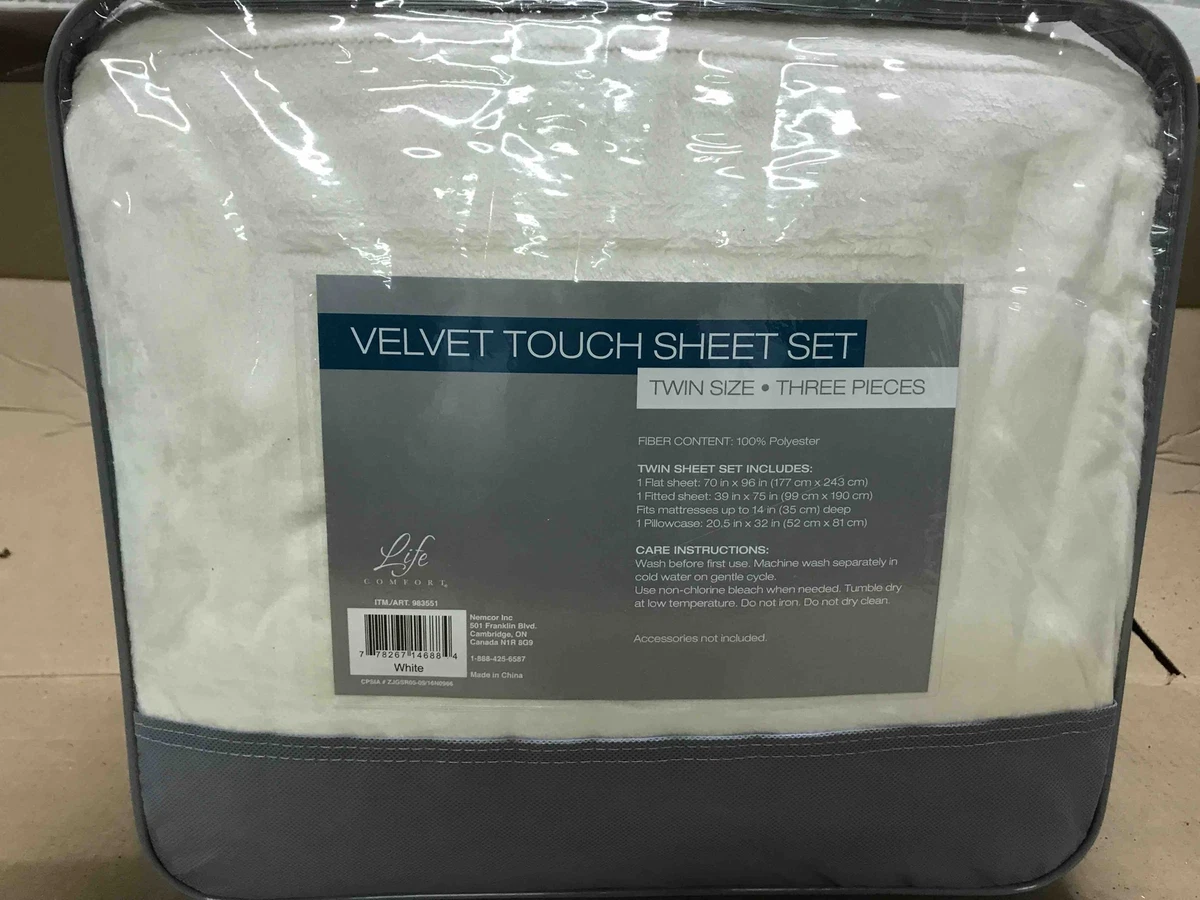 VELVET TOUCH SHEET SET
TWIN SIZE • THREE PIECES
FIBER CONTENT: 100% Polyester
TWIN SHEET SET INCLUDES:
1 Flat sheet: 70 in x 96 in (177 cm x 243 cm)
1 Fitted sheet: 39 in x 75 in (99 cm x 190 cm)
Fits mattresses up to 14 in (35 cm) deep
1 Pillowcase: 20.5 in x 32 in (52 cm x 81 cm)
CARE INSTRUCTIONS:
Wash before first use. Machine wash separately in
cold water on gentle cycle.
Use non-chlorine bleach when needed. Tumble dry
at low temperature. Do not iron. Do not dry clean.
Accessories not included.
Life
COMFORT®
ITM./ART. 983551
7 78267 14688 4
White
Nemcor Inc
501 Franklin Blvd.
Cambridge, ON
Canada N1R 8G9
1-888-425-6587
Made in China
CPSIA #